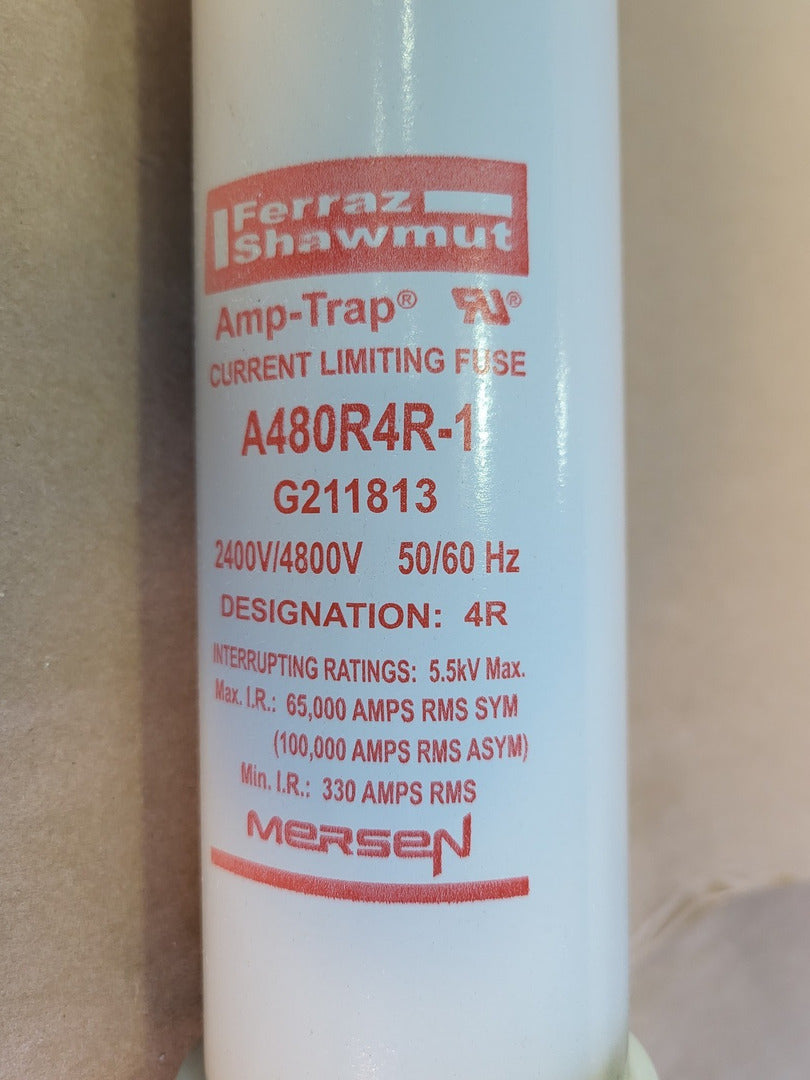 Ferraz
Shawmut
Amp-Trap®
CURRENT LIMITING FUSE
A480R4R-1
G211813
2400V/4800V 50/60 Hz
DESIGNATION: 4R
INTERRUPTING RATINGS: 5.5kV Max.
Max. I.R.: 65,000 AMPS RMS SYM
(100,000 AMPS RMS ASYM)
Min. I.R.: 330 AMPS RMS
MERSEN